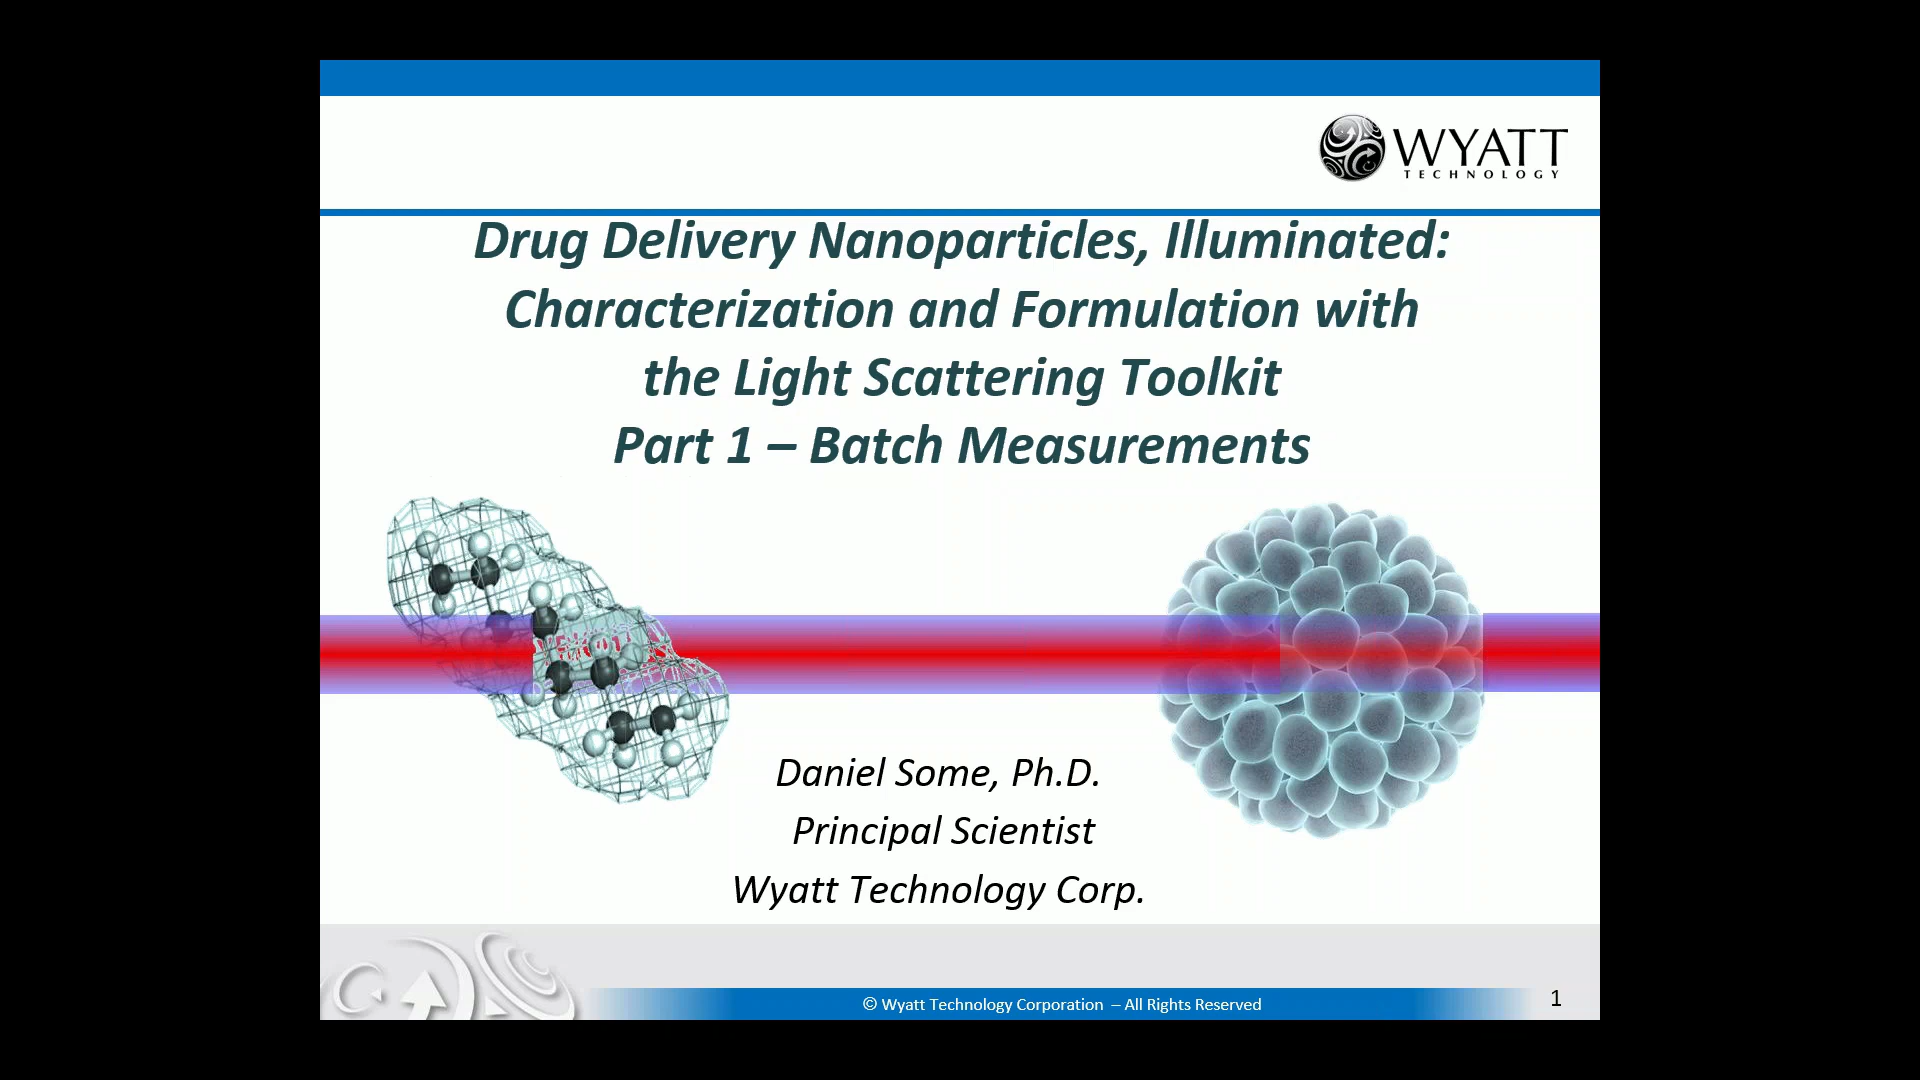 WYATT
TECHNOLOGY
Drug Delivery Nanoparticles, Illuminated:
Characterization and Formulation with
the Light Scattering Toolkit
Part 1 – Batch Measurements
Daniel Some, Ph.D.
Principal Scientist
Wyatt Technology Corp.
© Wyatt Technology Corporation – All Rights Reserved
1